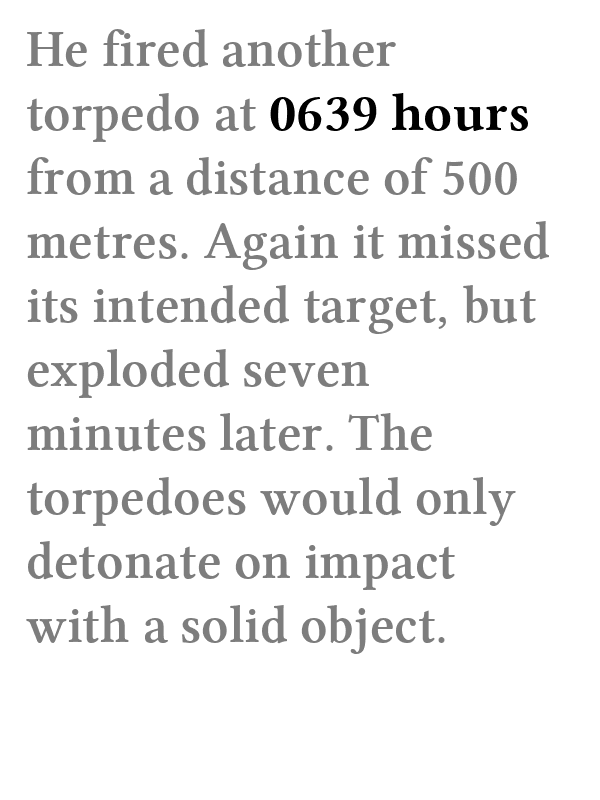 He fired another
torpedo at 0639 hours
from a distance of 500
metres. Again it missed
its intended target, but
exploded seven
minutes later. The
torpedoes would only
detonate on impact
with a solid object.